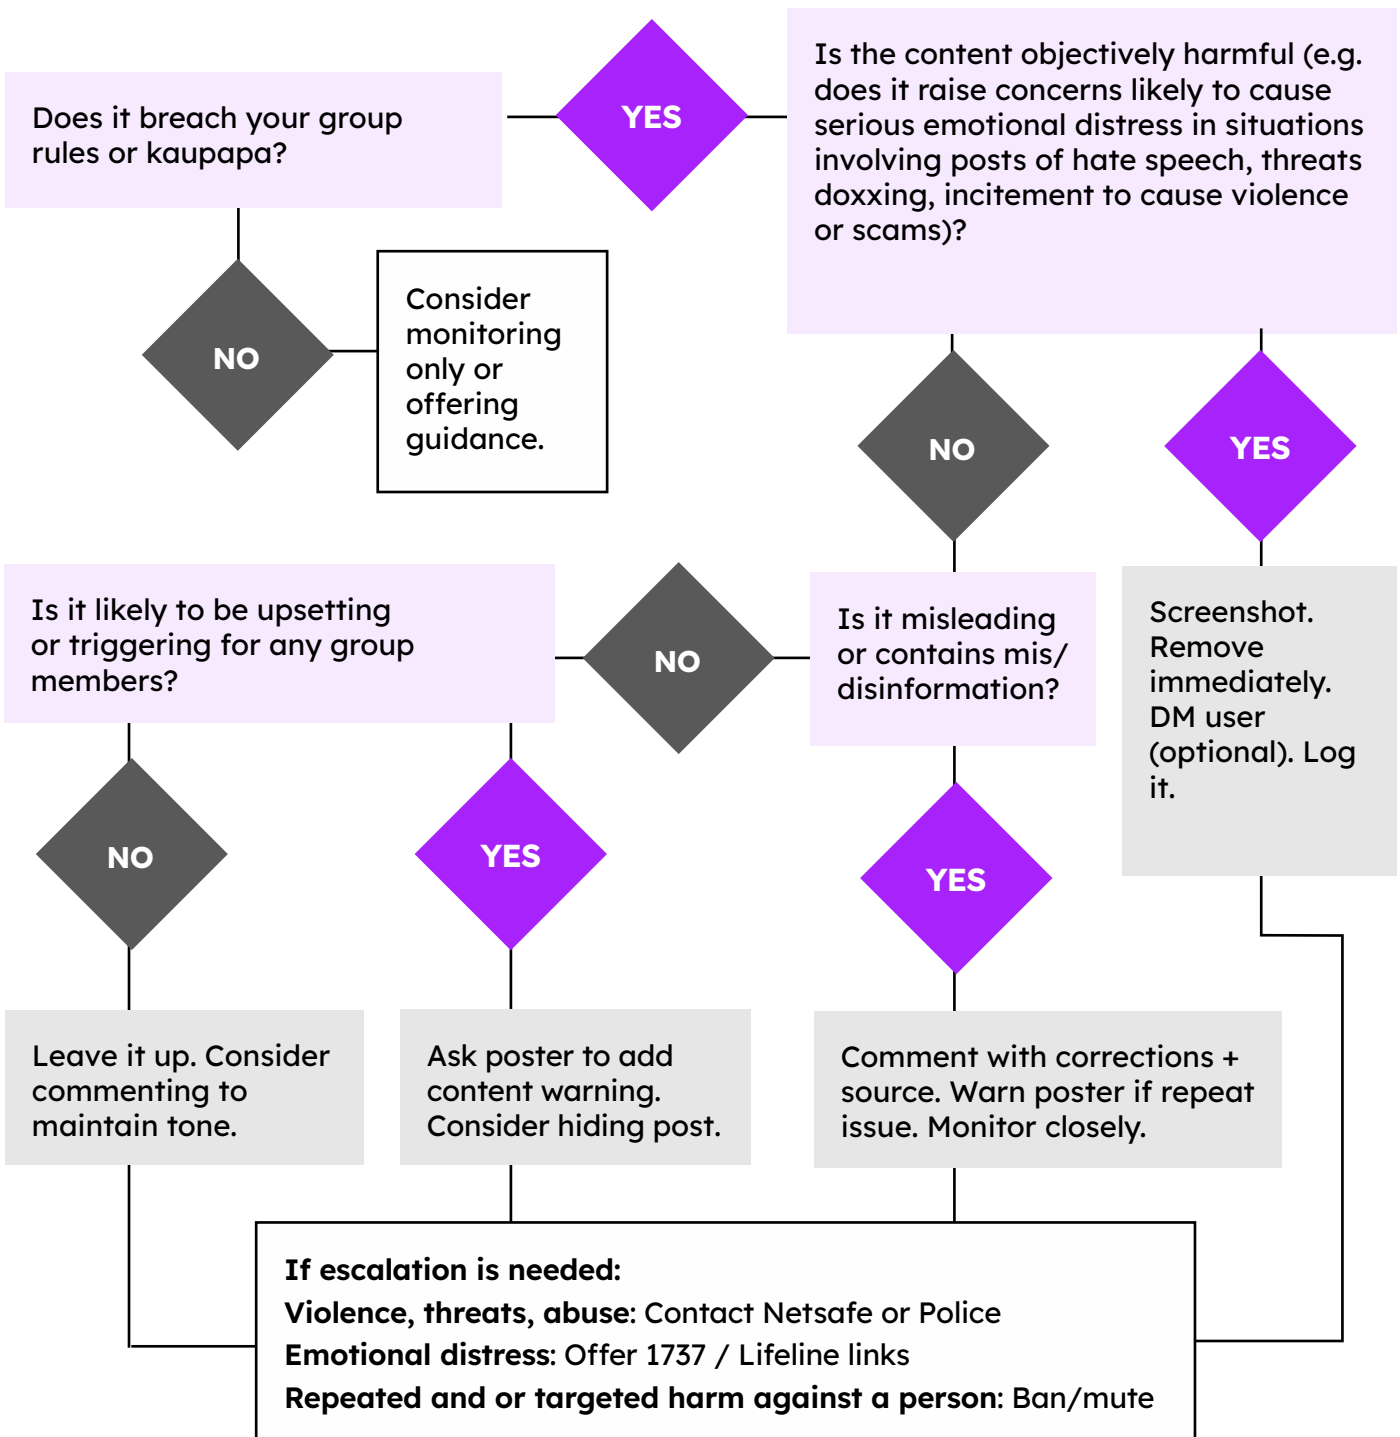 Does it breach your group
rules or kaupapa?
YES
Is the content objectively harmful (e.g.
does it raise concerns likely to cause
serious emotional distress in situations
involving posts of hate speech, threats
doxxing, incitement to cause violence
or scams)?
NO
Consider
monitoring
only or
offering
guidance.
NO
YES
Is it likely to be upsetting
or triggering for any group
members?
NO
Is it misleading
or contains mis/
disinformation?
Screenshot.
Remove
immediately.
DM user
(optional). Log
it.
NO
YES
YES
Leave it up. Consider
commenting to
maintain tone.
Ask poster to add
content warning.
Consider hiding post.
Comment with corrections +
source. Warn poster if repeat
issue. Monitor closely.
If escalation is needed:
Violence, threats, abuse: Contact Netsafe or Police
Emotional distress: Offer 1737 / Lifeline links
Repeated and or targeted harm against a person: Ban/mute